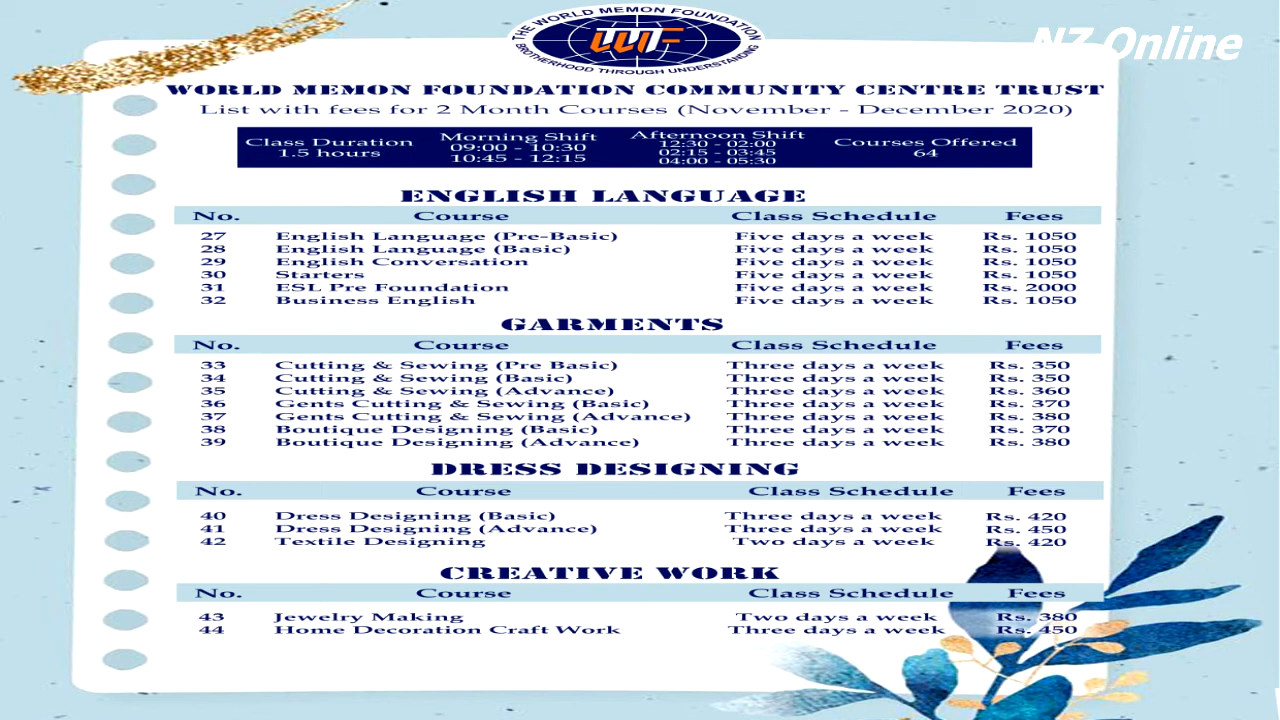 THE WORLD MEMON FOUNDATION
WMF
BROTHERHOOD THROUGH UNDERSTANDING
NZ Online
WORLD MEMON FOUNDATION COMMUNITY CENTRE TRUST
List with fees for 2 Month Courses (November - December 2020)
Class Duration Morning Shift Afternoon Shift Courses Offered
1.5 hours 09:00 - 10:30 12:30 - 02:00 64
10:45 - 12:15 02:15 - 03:45
04:00 - 05:30
ENGLISH LANGUAGE
No. Course Class Schedule Fees
27 English Language (Pre-Basic) Five days a week Rs. 1050
28 English Language (Basic) Five days a week Rs. 1050
29 English Conversation Five days a week Rs. 1050
30 Starters Five days a week Rs. 1050
31 ESL Pre Foundation Five days a week Rs. 2000
32 Business English Five days a week Rs. 1050
GARMENTS
No. Course Class Schedule Fees
33 Cutting & Sewing (Pre Basic) Three days a week Rs. 350
34 Cutting & Sewing (Basic) Three days a week Rs. 350
35 Cutting & Sewing (Advance) Three days a week Rs. 360
36 Gents Cutting & Sewing (Basic) Three days a week Rs. 370
37 Gents Cutting & Sewing (Advance) Three days a week Rs. 380
38 Boutique Designing (Basic) Three days a week Rs. 370
39 Boutique Designing (Advance) Three days a week Rs. 380
DRESS DESIGNING
No. Course Class Schedule Fees
40 Dress Designing (Basic) Three days a week Rs. 420
41 Dress Designing (Advance) Three days a week Rs. 450
42 Textile Designing Two days a week Rs. 420
CREATIVE WORK
No. Course Class Schedule Fees
43 Jewelry Making Two days a week Rs. 380
44 Home Decoration Craft Work Three days a week Rs. 450